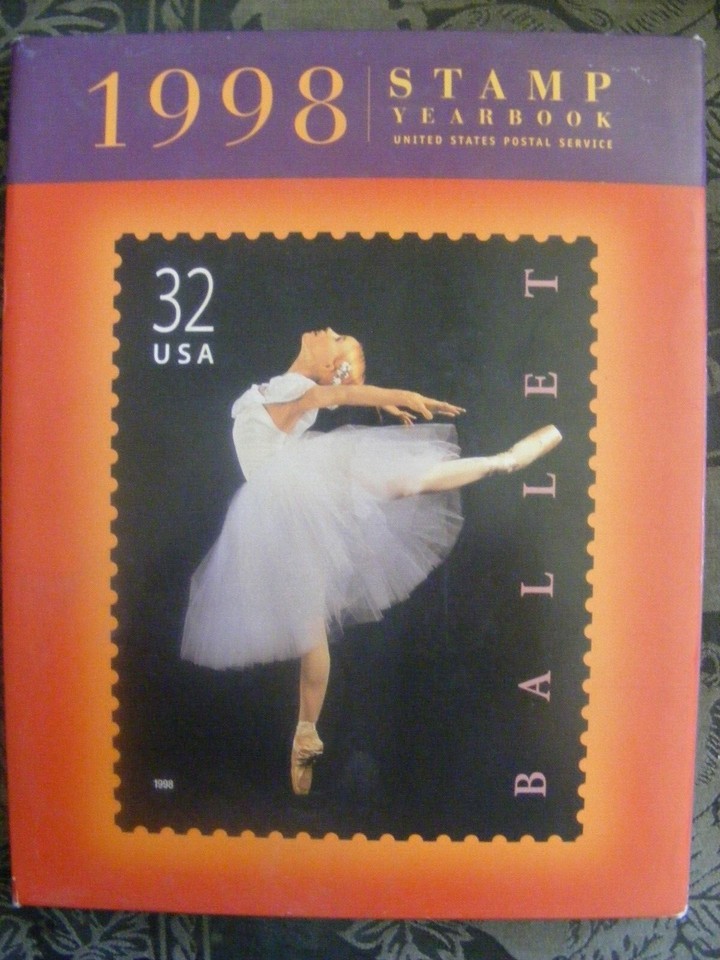 1998
STAMP
YEARBOOK
UNITED STATES POSTAL SERVICE
32
USA
BALLET
1998